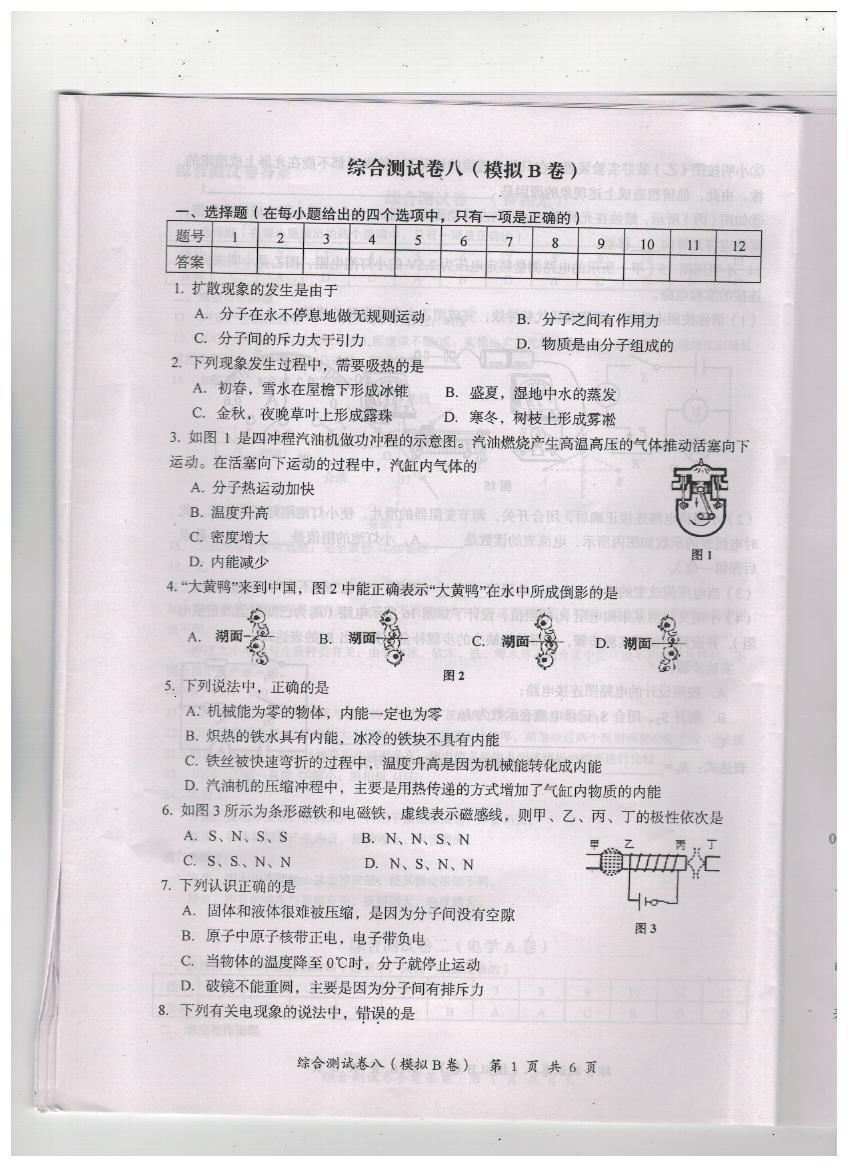 综合测试卷八（模拟B卷）
一、选择题（在每小题给出的四个选项中，只有一项是正确的）
题号 1 2 3 4 5 6 7 8 9 10 11 12
答案
1. 扩散现象的发生是由于
A. 分子在永不停息地做无规则运动 B. 分子之间有作用力
C. 分子间的斥力大于引力 D. 物质是由分子组成的
2. 下列现象发生过程中，需要吸热的是
A. 初春，雪水在屋檐下形成冰锥 B. 盛夏，湿地中水的蒸发
C. 金秋，夜晚草叶上形成露珠 D. 寒冬，树枝上形成雾凇
3. 如图 1 是四冲程汽油机做功冲程的示意图。汽油燃烧产生高温高压的气体推动活塞向下
运动。在活塞向下运动的过程中，汽缸内气体的
A. 分子热运动加快
B. 温度升高
C. 密度增大
D. 内能减少
图 1
4. “大黄鸭”来到中国，图 2 中能正确表示“大黄鸭”在水中所成倒影的是
A. 湖面 B. 湖面 C. 湖面 D. 湖面
图 2
5. 下列说法中，正确的是
A. 机械能为零的物体，内能一定也为零
B. 炽热的铁水具有内能，冰冷的铁块不具有内能
C. 铁丝被快速弯折的过程中，温度升高是因为机械能转化成内能
D. 汽油机的压缩冲程中，主要是用热传递的方式增加了气缸内物质的内能
6. 如图 3 所示为条形磁铁和电磁铁，虚线表示磁感线，则甲、乙、丙、丁的极性依次是
A. S、N、S、S B. N、N、S、N
C. S、S、N、N D. N、S、N、N
甲 乙 丙 丁
图 3
7. 下列认识正确的是
A. 固体和液体很难被压缩，是因为分子间没有空隙
B. 原子中原子核带正电，电子带负电
C. 当物体的温度降至 0℃时，分子就停止运动
D. 破镜不能重圆，主要是因为分子间有排斥力
8. 下列有关电现象的说法中，错误的是
综合测试卷八（模拟B卷） 第 1 页 共 6 页